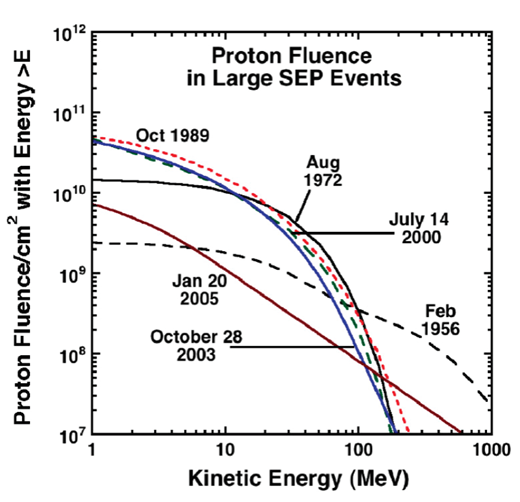 Proton Fluence
in Large SEP Events
Proton Fluence/cm² with Energy >E
10¹²
10¹¹
10¹⁰
10⁹
10⁸
10⁷
Oct 1989
Aug
1972
July 14
2000
Jan 20
2005
Feb
1956
October 28
2003
1
10
100
1000
Kinetic Energy (MeV)